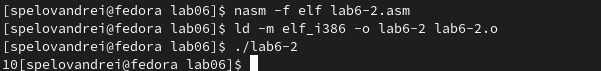 [spelovandrei@fedora lab06]$ nasm -f elf lab6-2.asm
[spelovandrei@fedora lab06]$ ld -m elf_i386 -o lab6-2 lab6-2.o
[spelovandrei@fedora lab06]$ ./lab6-2
10[spelovandrei@fedora lab06]$